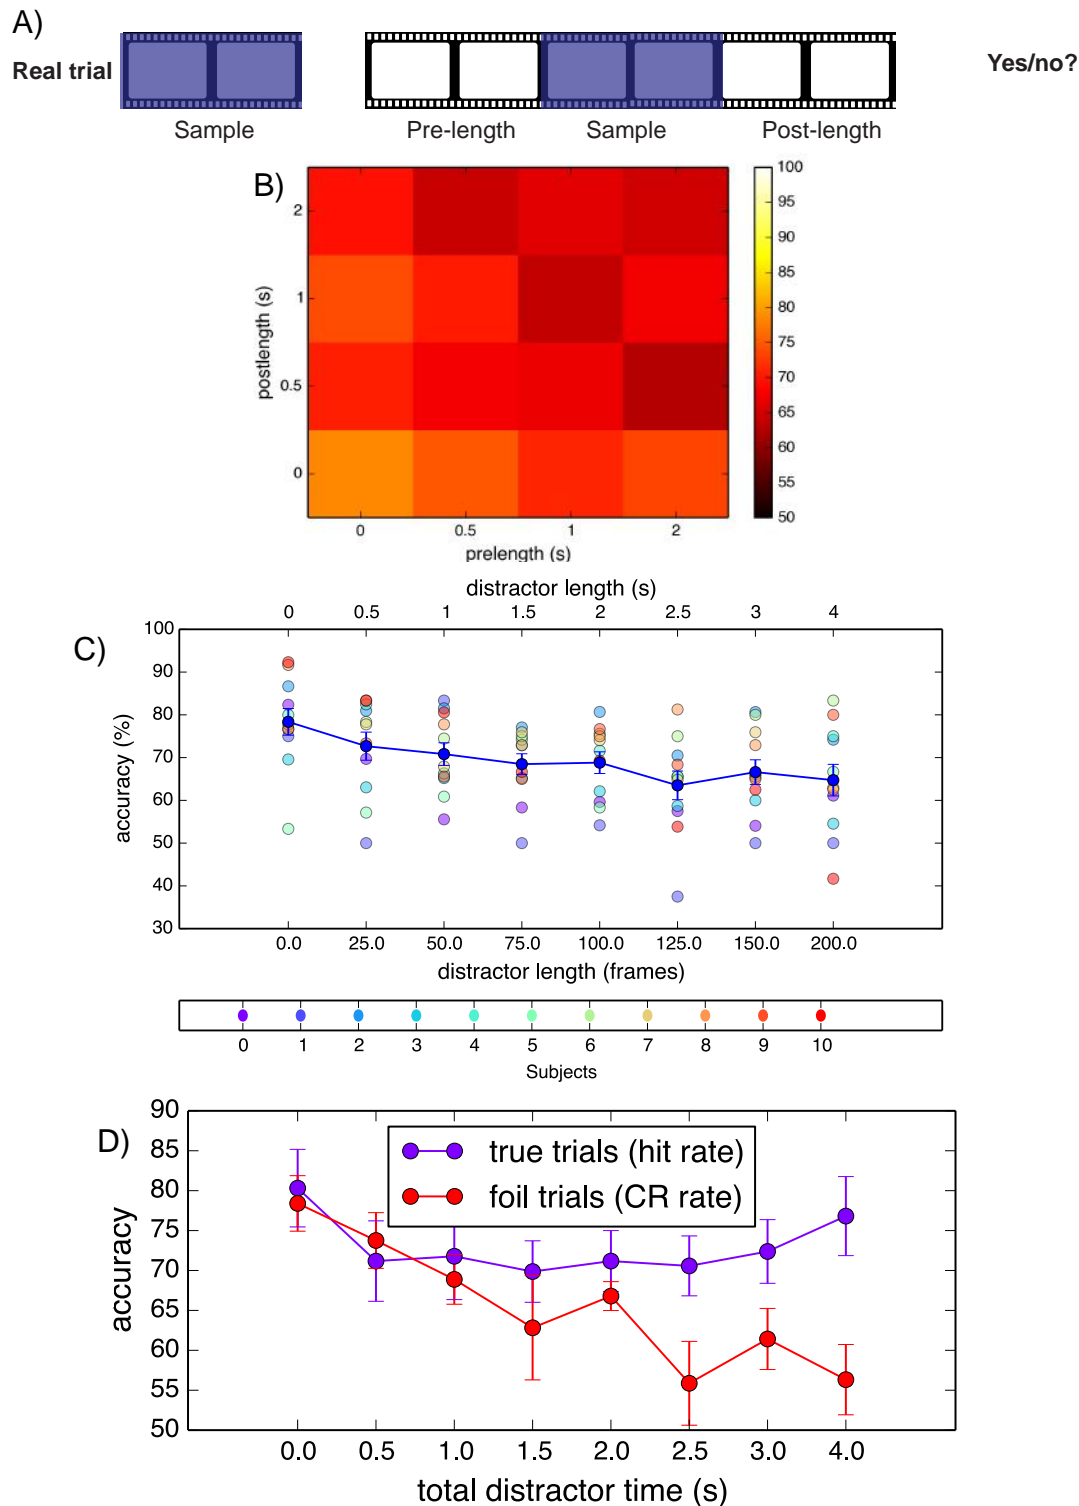 A)
Real trial
Yes/no?
Sample Pre-length Sample Post-length
B)
100
95
90
85
80
75
70
65
60
55
50
2
1
0.5
0
postlength (s)
0 0.5 1 2
prelength (s)
distractor length (s)
0 0.5 1 1.5 2 2.5 3 4
C)
100
90
80
70
60
50
40
30
accuracy (%)
0.0 25.0 50.0 75.0 100.0 125.0 150.0 200.0
distractor length (frames)
0 1 2 3 4 5 6 7 8 9 10
Subjects
D)
90
85
80
75
70
65
60
55
50
accuracy
true trials (hit rate)
foil trials (CR rate)
0.0 0.5 1.0 1.5 2.0 2.5 3.0 4.0
total distractor time (s)